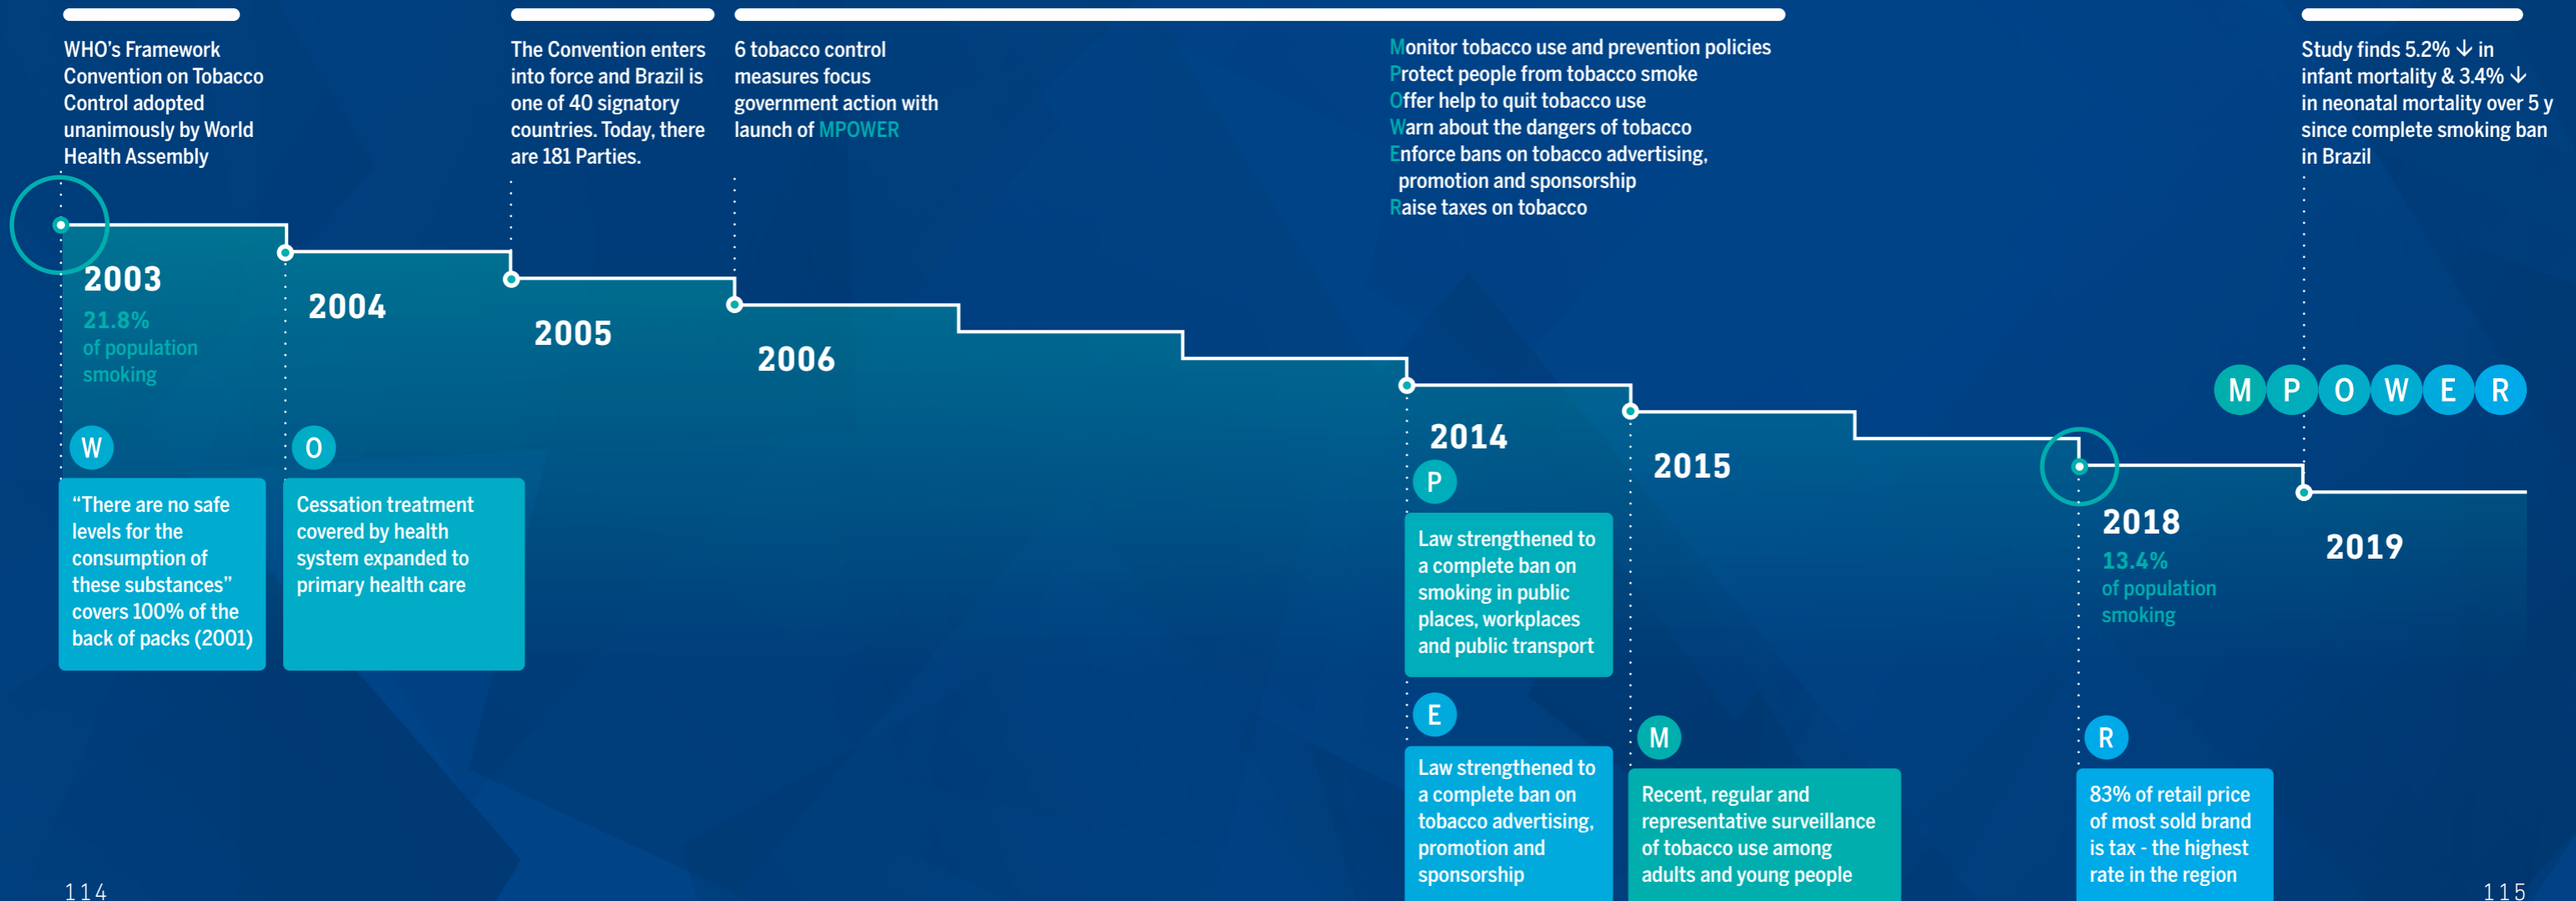 WHO’s Framework
Convention on Tobacco
Control adopted
unanimously by World
Health Assembly
The Convention enters
into force and Brazil is
one of 40 signatory
countries. Today, there
are 181 Parties.
6 tobacco control
measures focus
government action with
launch of MPOWER
Monitor tobacco use and prevention policies
Protect people from tobacco smoke
Offer help to quit tobacco use
Warn about the dangers of tobacco
Enforce bans on tobacco advertising,
promotion and sponsorship
Raise taxes on tobacco
Study finds 5.2% ↓ in
infant mortality & 3.4% ↓
in neonatal mortality over 5 y
since complete smoking ban
in Brazil
2003
21.8%
of population
smoking
W
“There are no safe
levels for the
consumption of
these substances”
covers 100% of the
back of packs (2001)
2004
O
Cessation treatment
covered by health
system expanded to
primary health care
2005
2006
2014
P
Law strengthened to
a complete ban on
smoking in public
places, workplaces
and public transport
E
Law strengthened to
a complete ban on
tobacco advertising,
promotion and
sponsorship
2015
M
Recent, regular and
representative surveillance
of tobacco use among
adults and young people
2018
13.4%
of population
smoking
R
83% of retail price
of most sold brand
is tax - the highest
rate in the region
M P O W E R
2019
114
115